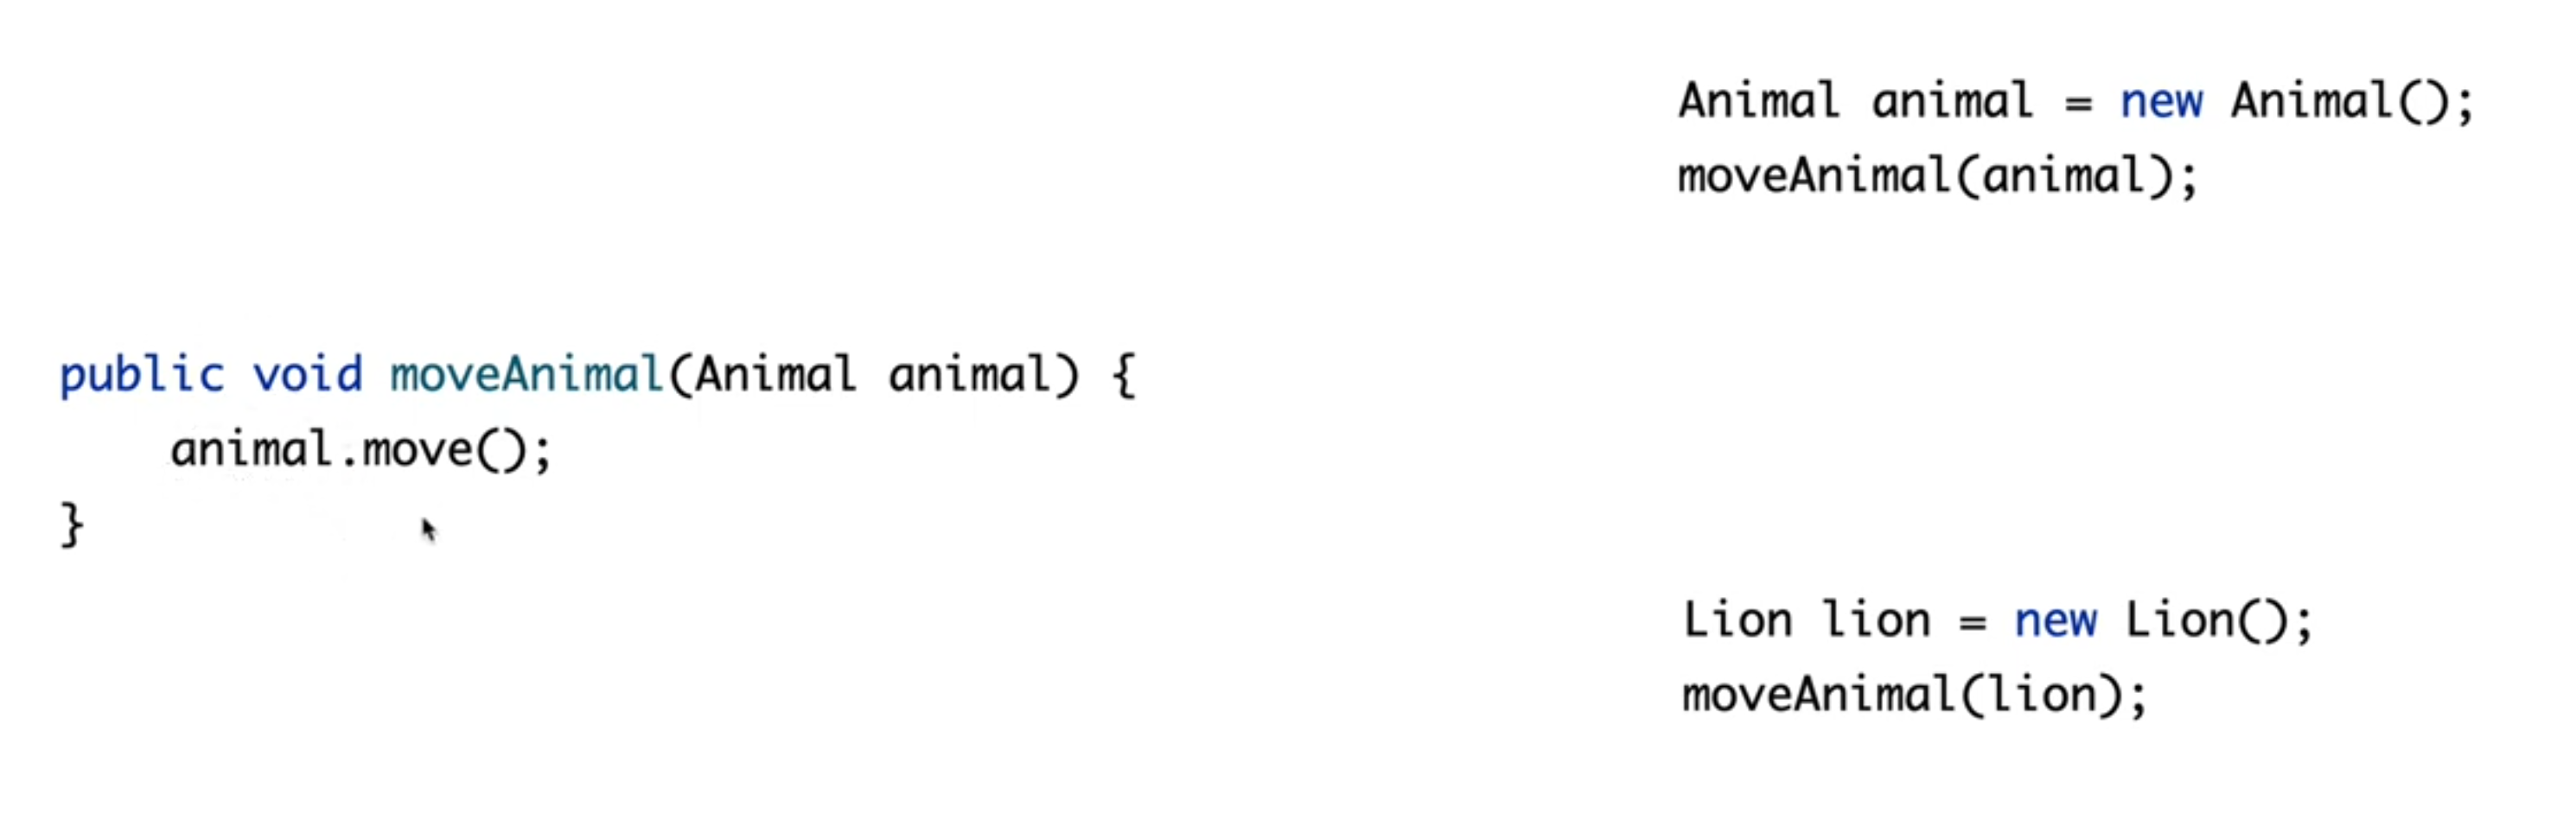 Animal animal = new Animal();
moveAnimal(animal);
public void moveAnimal(Animal animal) {
    animal.move();
}
Lion lion = new Lion();
moveAnimal(lion);